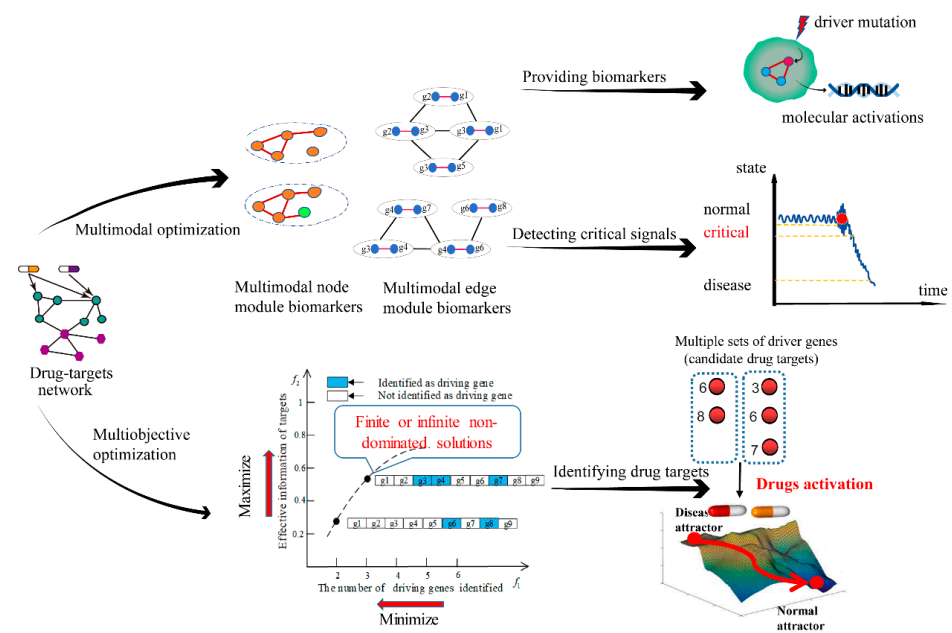 driver mutation
Providing biomarkers
molecular activations
g2 g1
g2 g3 g3 g1
g3 g5
Multimodal optimization
g4 g7 g6 g8
g3 g4 g4 g6
Detecting critical signals
Multimodal node
module biomarkers
Multimodal edge
module biomarkers
state
normal
critical
disease
time
Drug-targets
network
Multiobjective
optimization
Maximize
Effective information of targets
f2
1
0.8
0.6
0.4
0.2
Identified as driving gene
Not identified as driving gene
Finite or infinite non-
dominated. solutions
g1 g2 g3 g4 g5 g6 g7 g8 g9
g1 g2 g3 g4 g5 g6 g7 g8 g9
2 3 4 5 6
The number of driving genes identified
f1
Minimize
Identifying drug targets
Multiple sets of driver genes
(candidate drug targets)
6 3
8 6
7
Drugs activation
Diseas
attractor
Normal
attractor